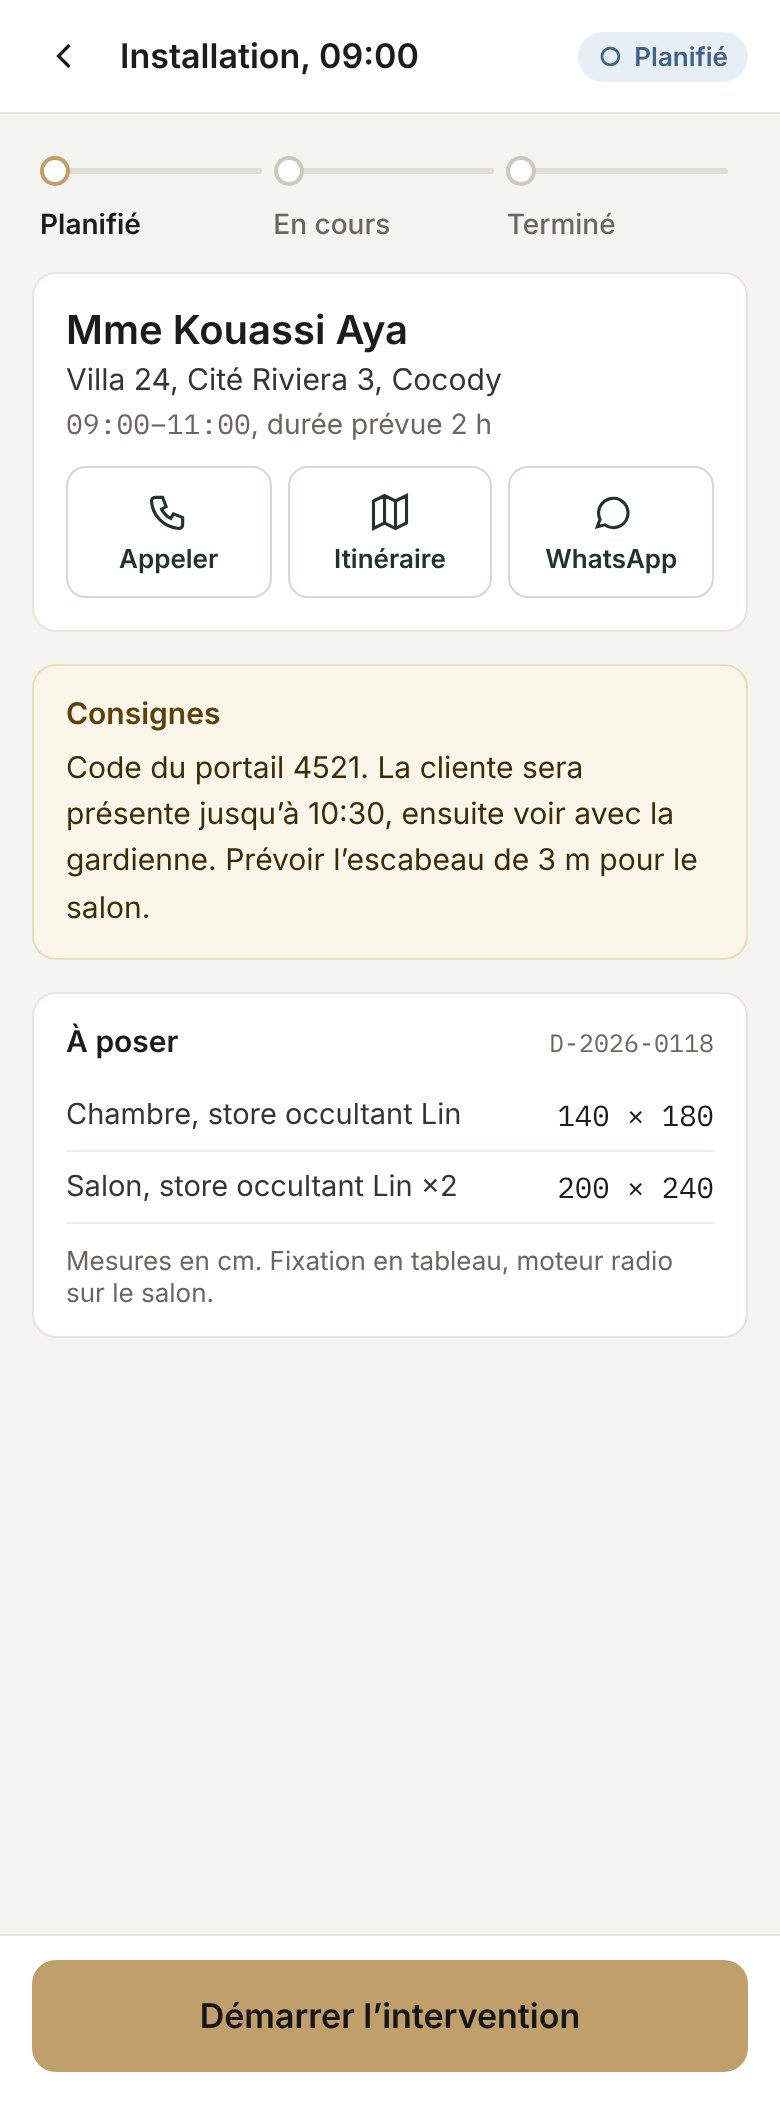 Installation, 09:00
Planifié
Planifié
En cours
Terminé
Mme Kouassi Aya
Villa 24, Cité Riviera 3, Cocody
09:00–11:00, durée prévue 2 h
Appeler
Itinéraire
WhatsApp
Consignes
Code du portail 4521. La cliente sera
présente jusqu’à 10:30, ensuite voir avec la
gardienne. Prévoir l’escabeau de 3 m pour le
salon.
À poser
D-2026-0118
Chambre, store occultant Lin
140 × 180
Salon, store occultant Lin ×2
200 × 240
Mesures en cm. Fixation en tableau, moteur radio
sur le salon.
Démarrer l’intervention